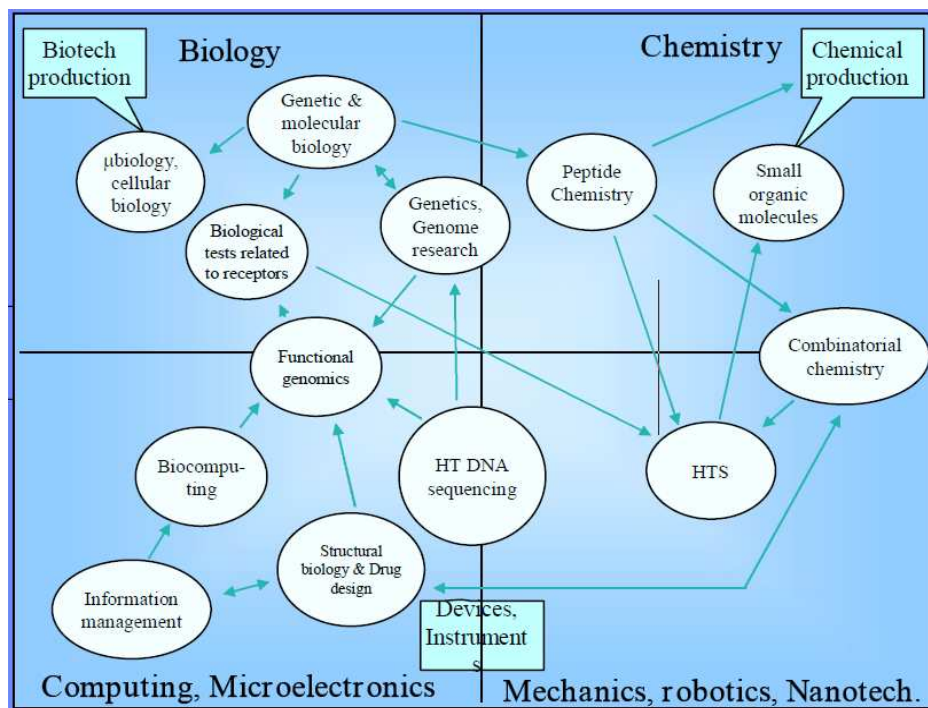 Biology
Chemistry
Biotech
production
Chemical
production
Genetic &
molecular
biology
μbiology,
cellular
biology
Peptide
Chemistry
Small
organic
molecules
Genetics,
Genome
research
Biological
tests related
to receptors
Functional
genomics
Combinatorial
chemistry
Biocompu-
ting
HT DNA
sequencing
HTS
Structural
biology & Drug
design
Information
management
Devices,
Instrument
s
Computing, Microelectronics
Mechanics, robotics, Nanotech.